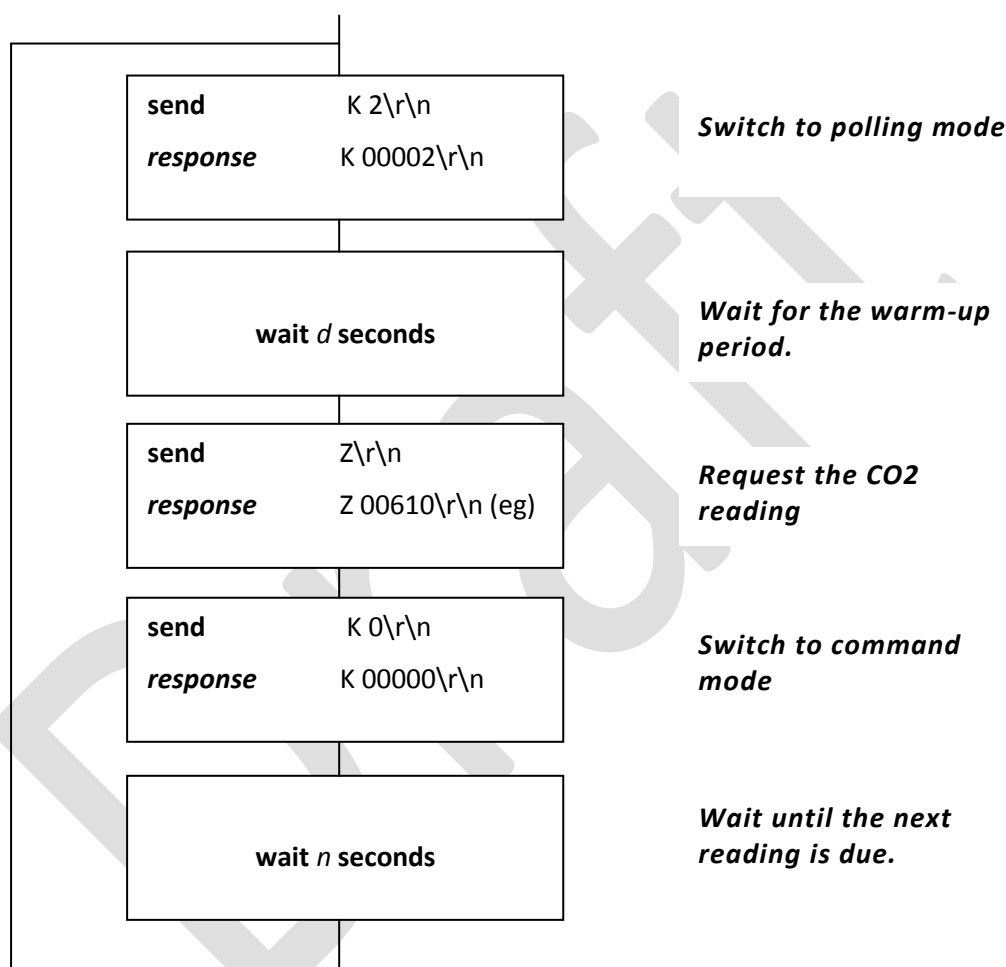 send K 2\r\n
response K 00002\r\n
Switch to polling mode
wait d seconds
Wait for the warm-up
period.
send Z\r\n
response Z 00610\r\n (eg)
Request the CO2
reading
send K 0\r\n
response K 00000\r\n
Switch to command
mode
wait n seconds
Wait until the next
reading is due.
Draft